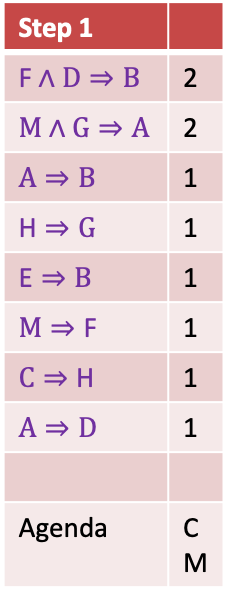 Step 1
F ∧ D ⇒ B 2
M ∧ G ⇒ A 2
A ⇒ B 1
H ⇒ G 1
E ⇒ B 1
M ⇒ F 1
C ⇒ H 1
A ⇒ D 1
Agenda C
M